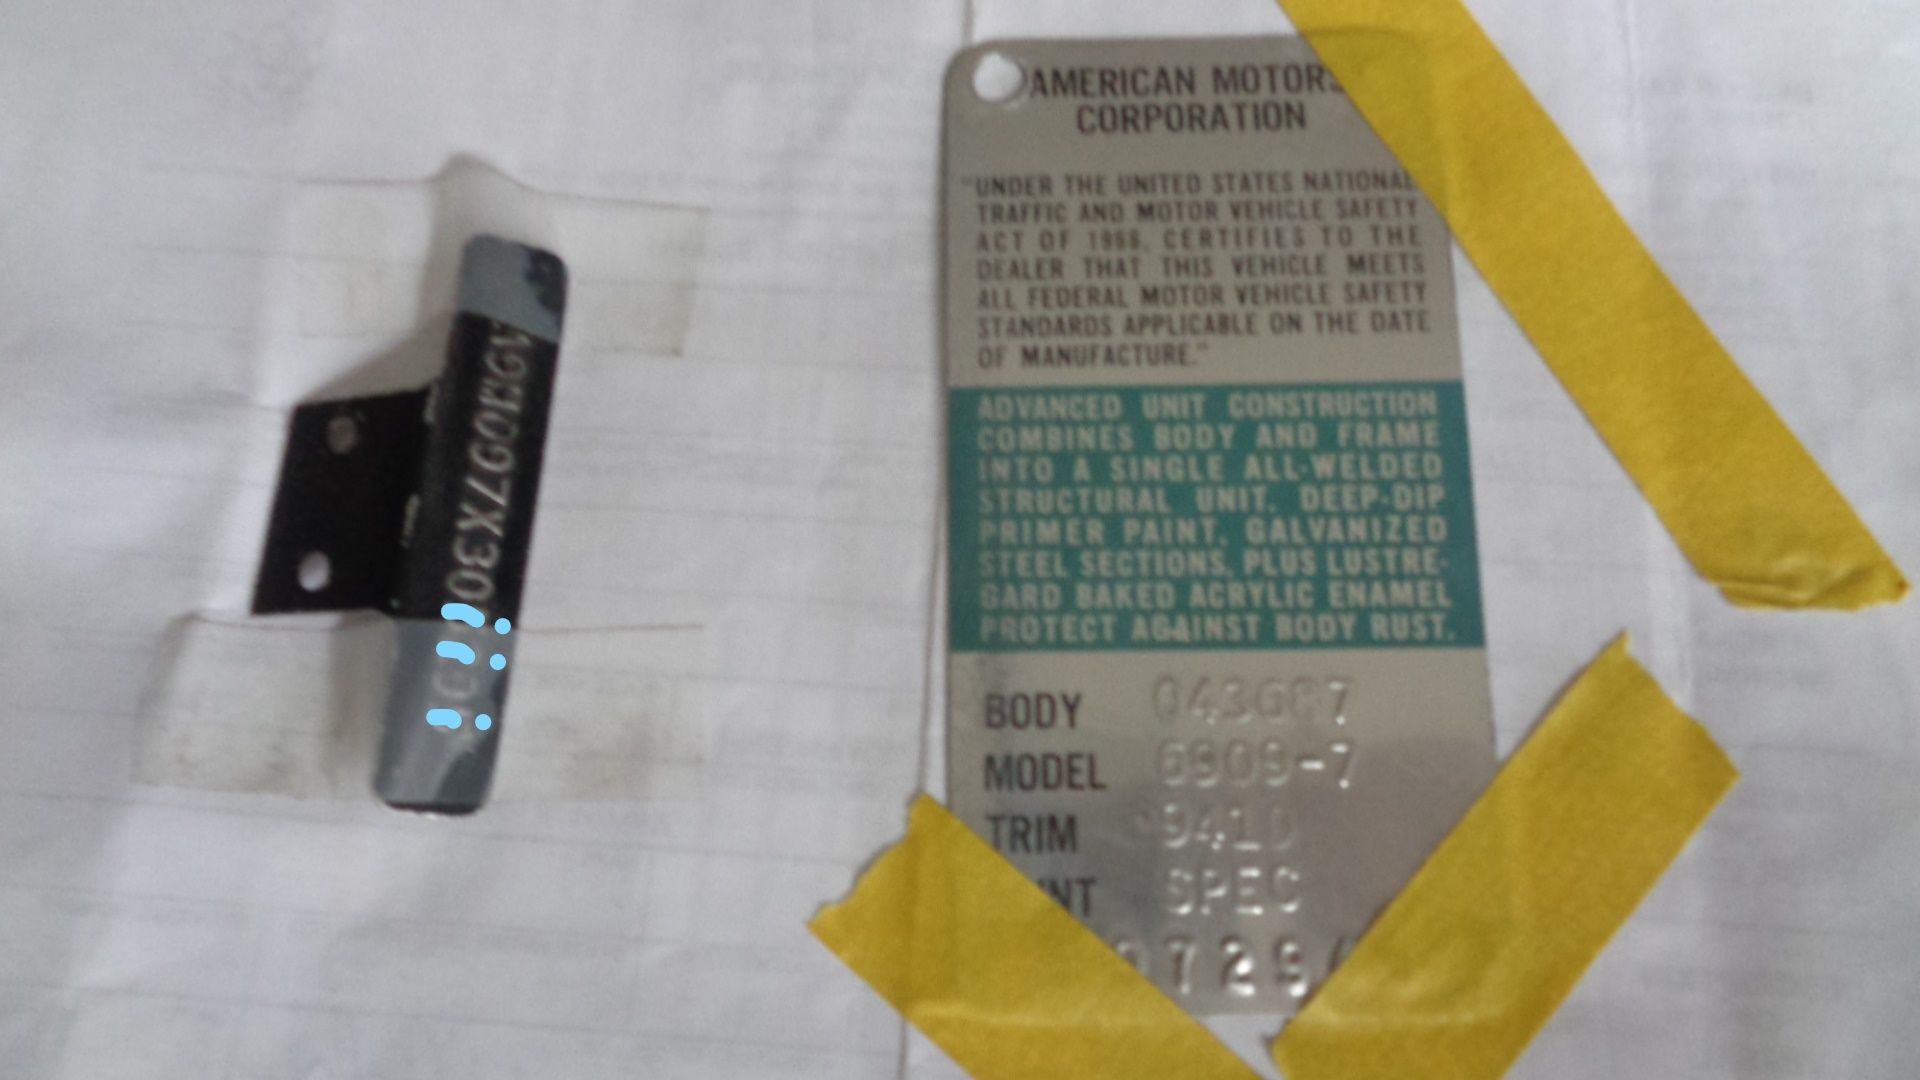 AMERICAN MOTORS
CORPORATION
"UNDER THE UNITED STATES NATIONAL
TRAFFIC AND MOTOR VEHICLE SAFETY
ACT OF 1966, CERTIFIES TO THE
DEALER THAT THIS VEHICLE MEETS
ALL FEDERAL MOTOR VEHICLE SAFETY
STANDARDS APPLICABLE ON THE DATE
OF MANUFACTURE."
ADVANCED UNIT CONSTRUCTION
COMBINES BODY AND FRAME
INTO A SINGLE ALL-WELDED
STRUCTURAL UNIT. DEEP-DIP
PRIMER PAINT, GALVANIZED
STEEL SECTIONS, PLUS LUSTRE-
GARD BAKED ACRYLIC ENAMEL
PROTECT AGAINST BODY RUST.
BODY
MODEL 6909-7
TRIM
SPEC